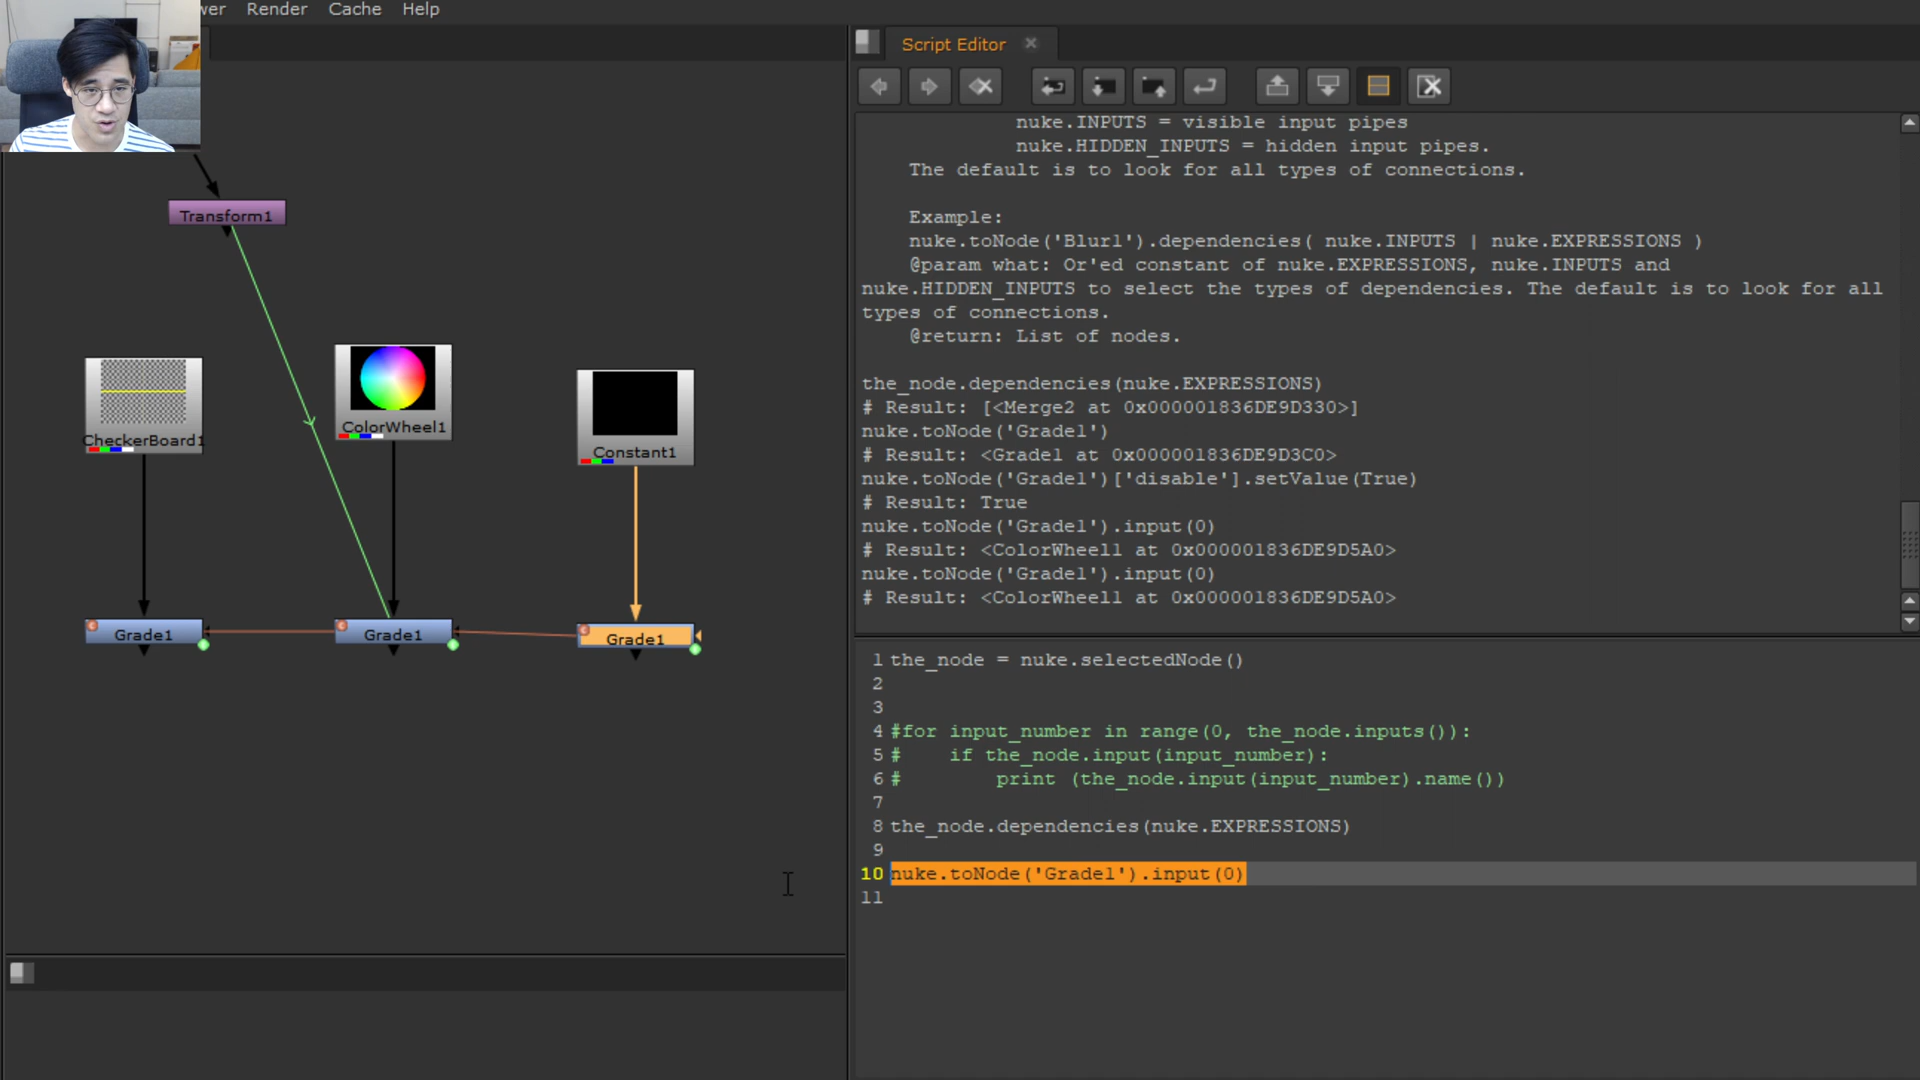 Render Cache Help
Script Editor
Transform1
CheckerBoard1
ColorWheel1
Constant1
Grade1
Grade1
Grade1
nuke.INPUTS = visible input pipes
nuke.HIDDEN_INPUTS = hidden input pipes.
The default is to look for all types of connections.
Example:
nuke.toNode('Blur1').dependencies( nuke.INPUTS | nuke.EXPRESSIONS )
@param what: Or'ed constant of nuke.EXPRESSIONS, nuke.INPUTS and
nuke.HIDDEN_INPUTS to select the types of dependencies. The default is to look for all
types of connections.
@return: List of nodes.
the_node.dependencies(nuke.EXPRESSIONS)
# Result: [<Merge2 at 0x000001836DE9D330>]
nuke.toNode('Grade1')
# Result: <Grade1 at 0x000001836DE9D3C0>
nuke.toNode('Grade1')['disable'].setValue(True)
# Result: True
nuke.toNode('Grade1').input(0)
# Result: <ColorWheel1 at 0x000001836DE9D5A0>
nuke.toNode('Grade1').input(0)
# Result: <ColorWheel1 at 0x000001836DE9D5A0>
1 the_node = nuke.selectedNode()
2
3
4 #for input_number in range(0, the_node.inputs()):
5 #    if the_node.input(input_number):
6 #        print (the_node.input(input_number).name())
7
8 the_node.dependencies(nuke.EXPRESSIONS)
9
10 nuke.toNode('Grade1').input(0)
11